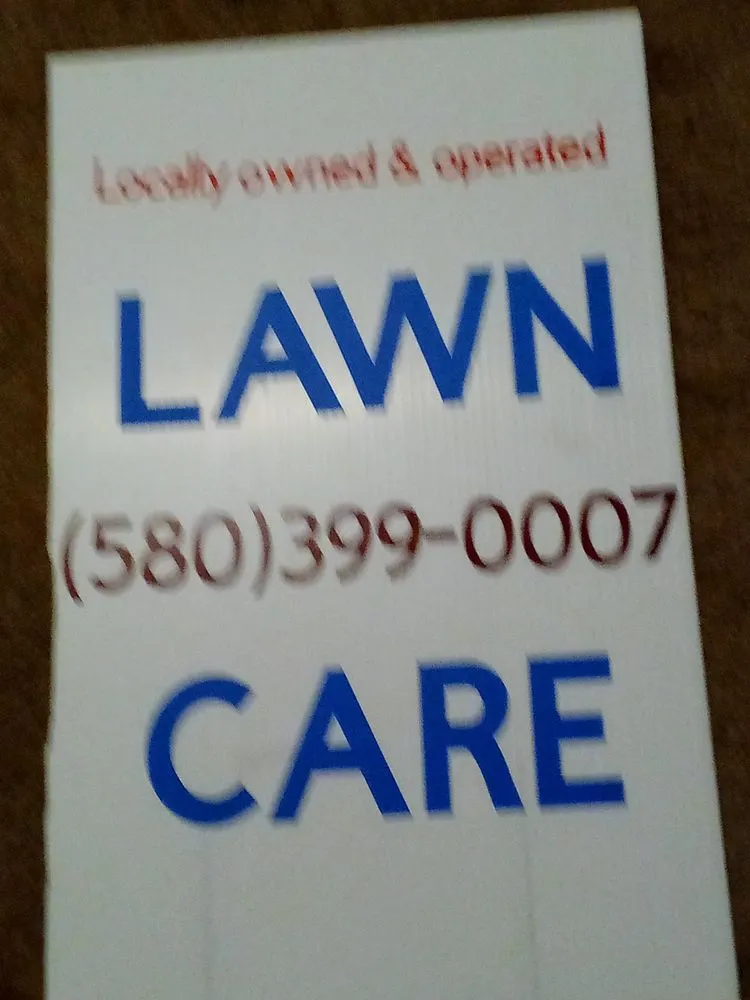 Locally owned & operated
LAWN
(580)399-0007
CARE